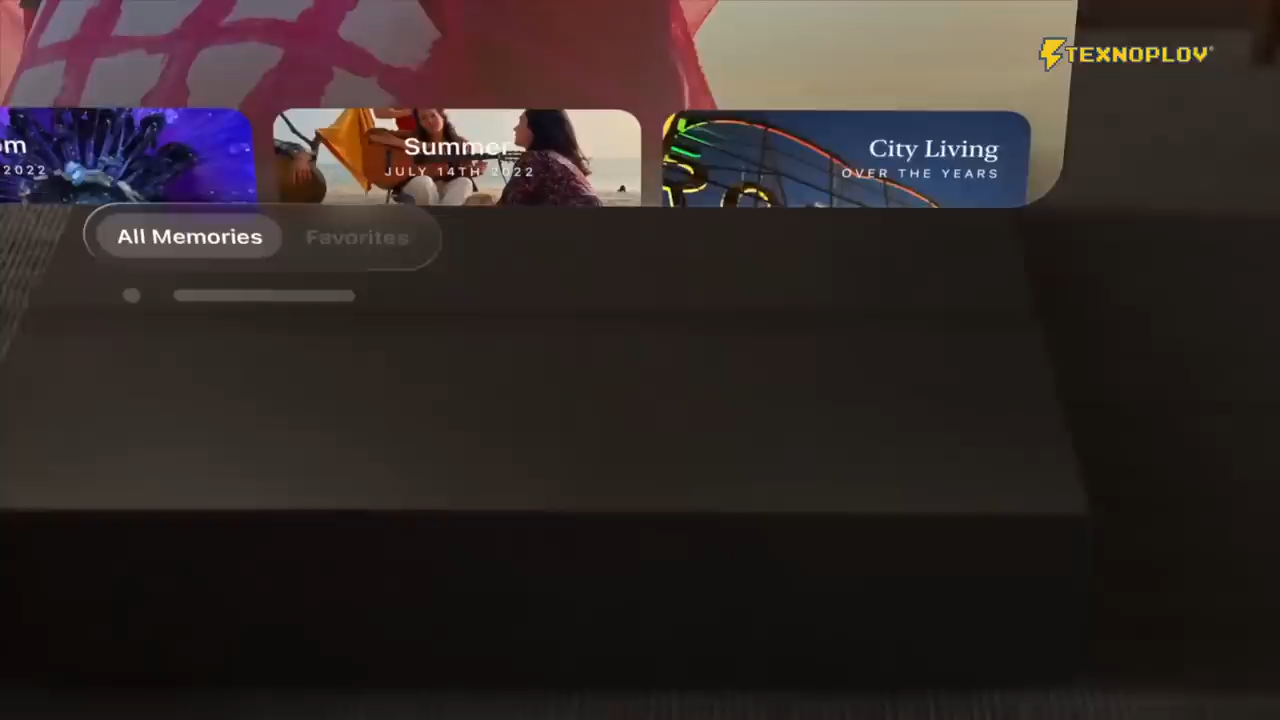 TEXNOPLOV
om
2022
Summer
JULY 14TH 2022
City Living
OVER THE YEARS
All Memories
Favorites